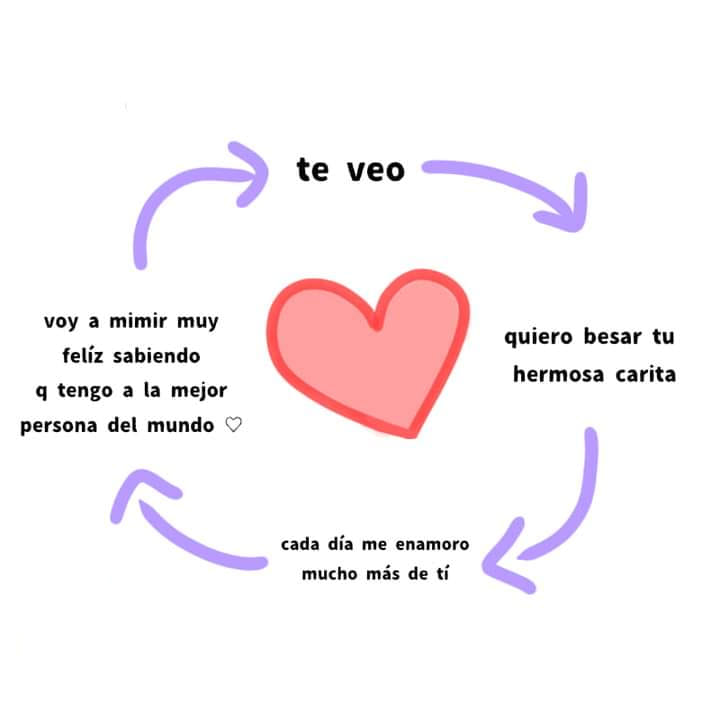 te veo
quiero besar tu
hermosa carita
cada día me enamoro
mucho más de tí
voy a mimir muy
felíz sabiendo
q tengo a la mejor
persona del mundo ♡